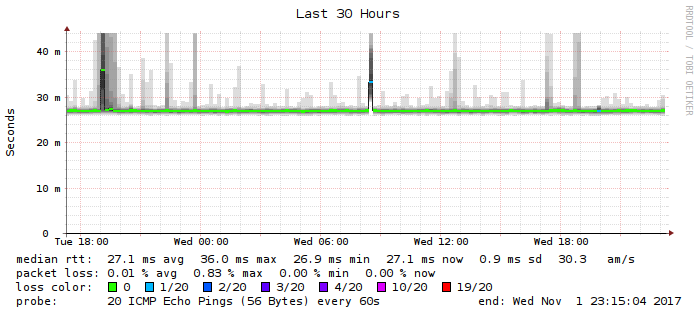 Last 30 Hours
RRDTOOL / TOBI OETIKER
Seconds
40 m
30 m
20 m
10 m
0
Tue 18:00 Wed 00:00 Wed 06:00 Wed 12:00 Wed 18:00
median rtt: 27.1 ms avg 36.0 ms max 26.9 ms min 27.1 ms now 0.9 ms sd 30.3 am/s
packet loss: 0.01 % avg 0.83 % max 0.00 % min 0.00 % now
loss color: 0 1/20 2/20 3/20 4/20 10/20 19/20
probe: 20 ICMP Echo Pings (56 Bytes) every 60s end: Wed Nov 1 23:15:04 2017